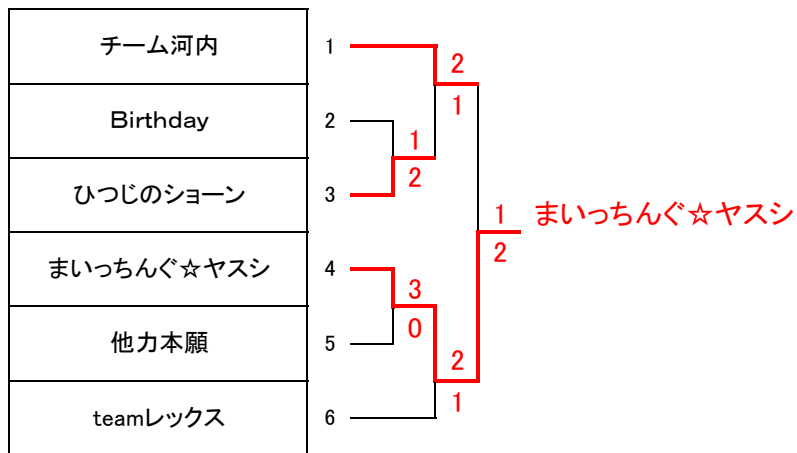 チーム河内
1
Birthday
2
ひつじのショーン
3
まいっちんぐ☆ヤスシ
4
他力本願
5
teamレックス
6
1
2
3
0
2
1
2
1
1
2
まいっちんぐ☆ヤスシ